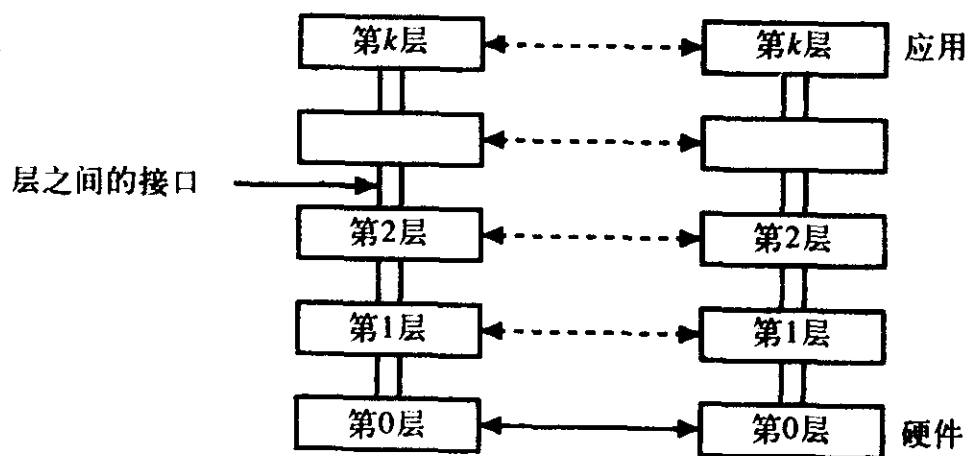 第k层
第k层
应用
层之间的接口
第2层
第2层
第1层
第1层
第0层
第0层
硬件